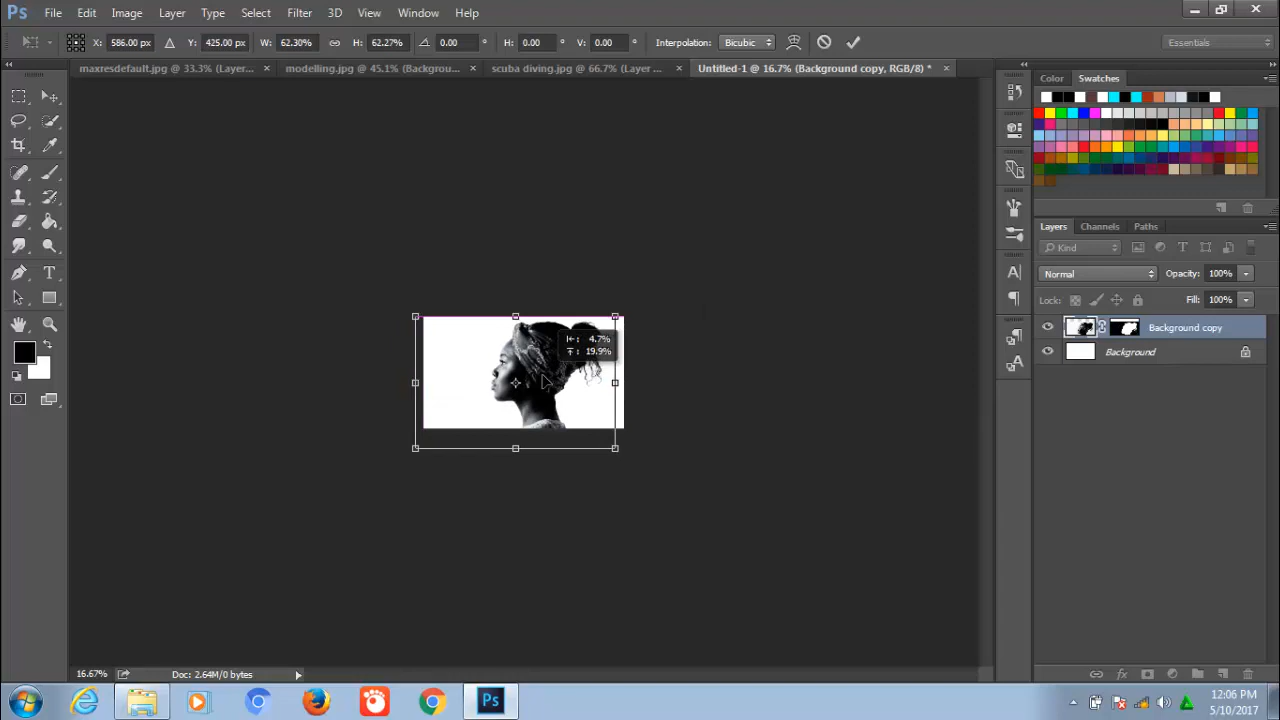 Ps File Edit Image Layer Type Select Filter 3D View Window Help
X: 586.00 px Y: 425.00 px W: 62.30% H: 62.27% 0.00 ° H: 0.00 ° V: 0.00 ° Interpolation: Bicubic Essentials
maxresdefault.jpg @ 33.3% (Layer... × modelling.jpg @ 45.1% (Backgrou... × scuba diving.jpg @ 66.7% (Layer ... × Untitled-1 @ 16.7% (Background copy, RGB/8) * ×
Color Swatches
Layers Channels Paths
Kind
Normal Opacity: 100%
Lock: Fill: 100%
Background copy
Background
4.7%
19.9%
16.67% Doc: 2.64M/0 bytes
Ps
12:06 PM
5/10/2017